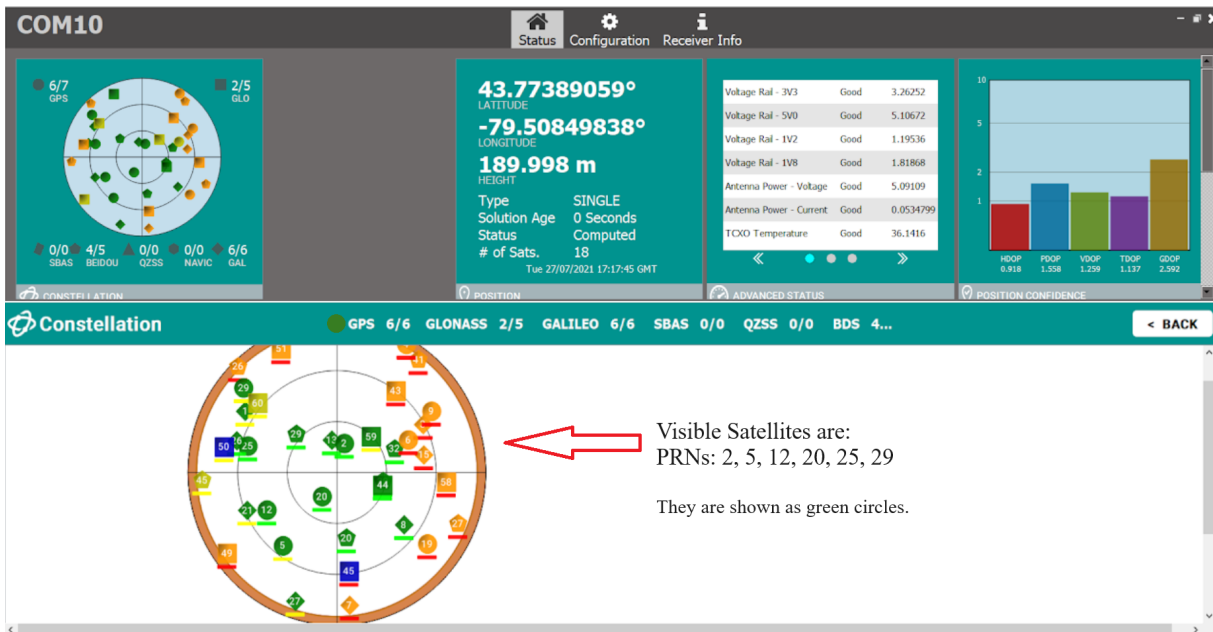 COM10
Status
Configuration
Receiver Info
6/7
GPS
2/5
GLO
0/0
SBAS
4/5
BEIDOU
0/0
QZSS
0/0
NAVIC
6/6
GAL
CONSTELLATION
43.77389059°
LATITUDE
-79.50849838°
LONGITUDE
189.998 m
HEIGHT
Type SINGLE
Solution Age 0 Seconds
Status Computed
# of Sats. 18
Tue 27/07/2021 17:17:45 GMT
POSITION
Voltage Rail - 3V3 Good 3.26252
Voltage Rail - 5V0 Good 5.10672
Voltage Rail - 1V2 Good 1.19536
Voltage Rail - 1V8 Good 1.81868
Antenna Power - Voltage Good 5.09109
Antenna Power - Current Good 0.0534799
TCXO Temperature Good 36.1416
ADVANCED STATUS
10
5
2
1
HDOP PDOP VDOP TDOP GDOP
0.918 1.558 1.259 1.137 2.592
POSITION CONFIDENCE
Constellation
GPS 6/6 GLONASS 2/5 GALILEO 6/6 SBAS 0/0 QZSS 0/0 BDS 4...
< BACK
51
26
41
29
43
60
1
9
29
13
2
59
6
50
25
32
15
45
44
58
20
21
12
8
27
20
5
19
49
45
27
7
Visible Satellites are:
PRNs: 2, 5, 12, 20, 25, 29
They are shown as green circles.